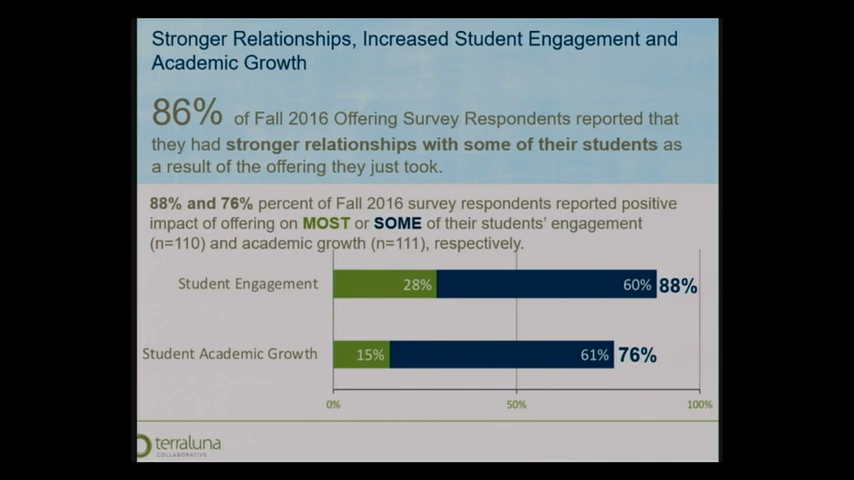 Stronger Relationships, Increased Student Engagement and
Academic Growth
86% of Fall 2016 Offering Survey Respondents reported that
they had stronger relationships with some of their students as
a result of the offering they just took.
88% and 76% percent of Fall 2016 survey respondents reported positive
impact of offering on MOST or SOME of their students' engagement
(n=110) and academic growth (n=111), respectively.
Student Engagement 28% 60% 88%
Student Academic Growth 15% 61% 76%
0% 50% 100%
terraluna
COLLABORATIVE